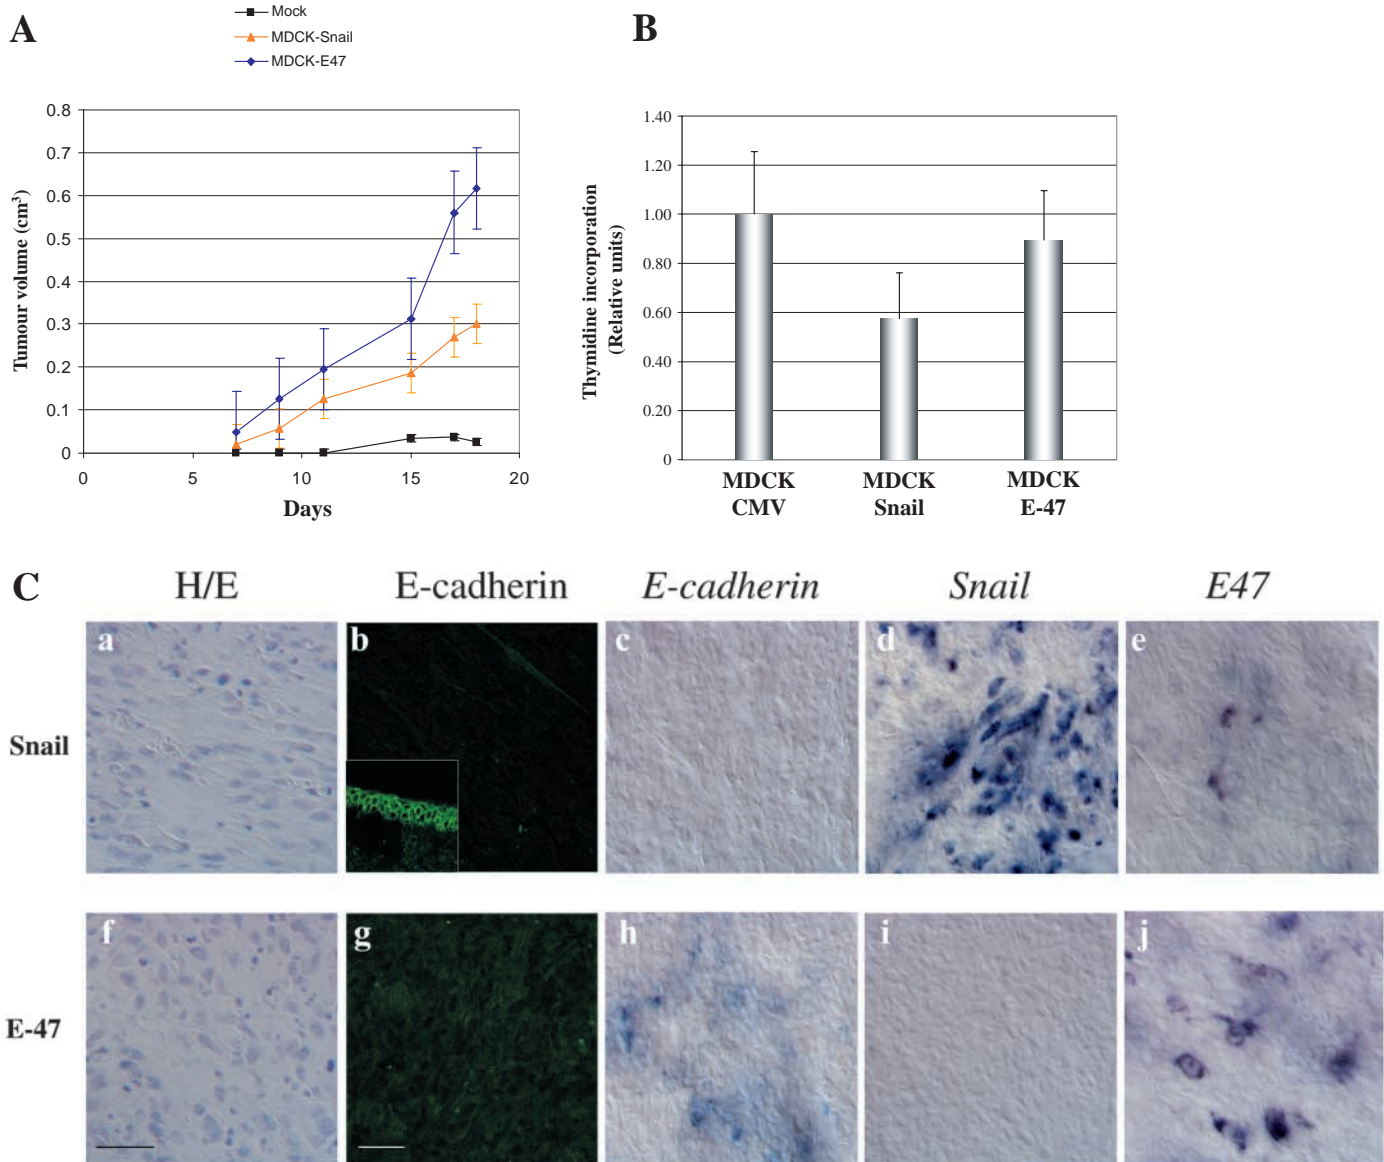 A
Mock
MDCK-Snail
MDCK-E47
0.8
0.7
0.6
0.5
0.4
0.3
0.2
0.1
0
0 5 10 15 20
Tumour volume (cm³)
Days
B
1.40
1.20
1.00
0.80
0.60
0.40
0.20
0
Thymidine incorporation
(Relative units)
MDCK MDCK MDCK
CMV Snail E-47
C
H/E E-cadherin E-cadherin Snail E47
Snail
a b c d e
E-47
f g h i j